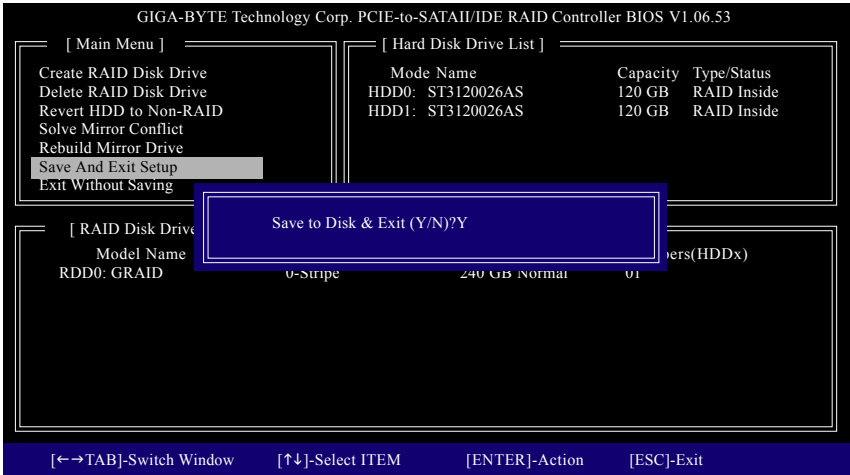 GIGA-BYTE Technology Corp. PCIE-to-SATAII/IDE RAID Controller BIOS V1.06.53
[ Main Menu ]
Create RAID Disk Drive
Delete RAID Disk Drive
Revert HDD to Non-RAID
Solve Mirror Conflict
Rebuild Mirror Drive
Save And Exit Setup
Exit Without Saving
[ Hard Disk Drive List ]
Mode Name Capacity Type/Status
HDD0: ST3120026AS 120 GB RAID Inside
HDD1: ST3120026AS 120 GB RAID Inside
Save to Disk & Exit (Y/N)?Y
[ RAID Disk Drive
Model Name pers(HDDx)
RDD0: GRAID 0-Stripe 240 GB Normal 01
[←→TAB]-Switch Window [↑↓]-Select ITEM [ENTER]-Action [ESC]-Exit